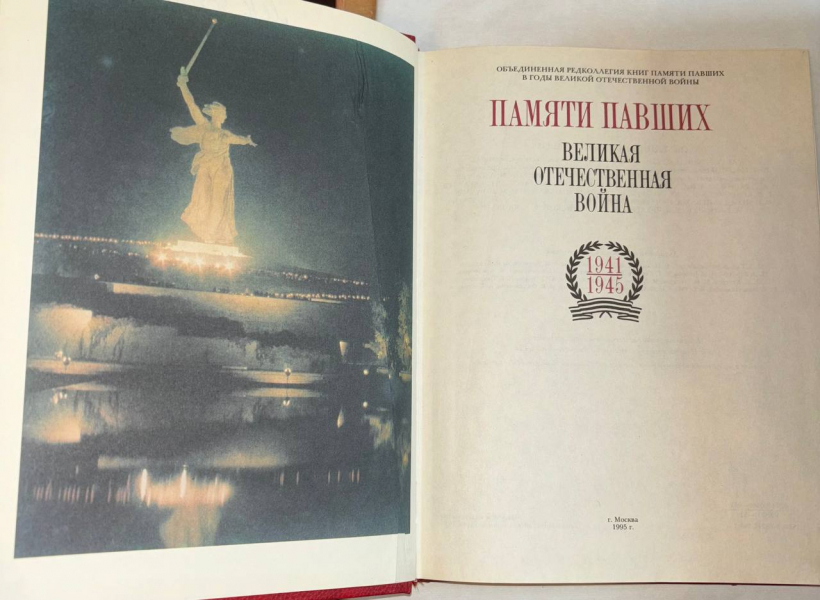 ОБЪЕДИНЕННАЯ РЕДКОЛЛЕГИЯ КНИГ ПАМЯТИ ПАВШИХ
В ГОДЫ ВЕЛИКОЙ ОТЕЧЕСТВЕННОЙ ВОЙНЫ
ПАМЯТИ ПАВШИХ
ВЕЛИКАЯ
ОТЕЧЕСТВЕННАЯ
ВОЙНА
1941
1945
г. Москва
1995 г.